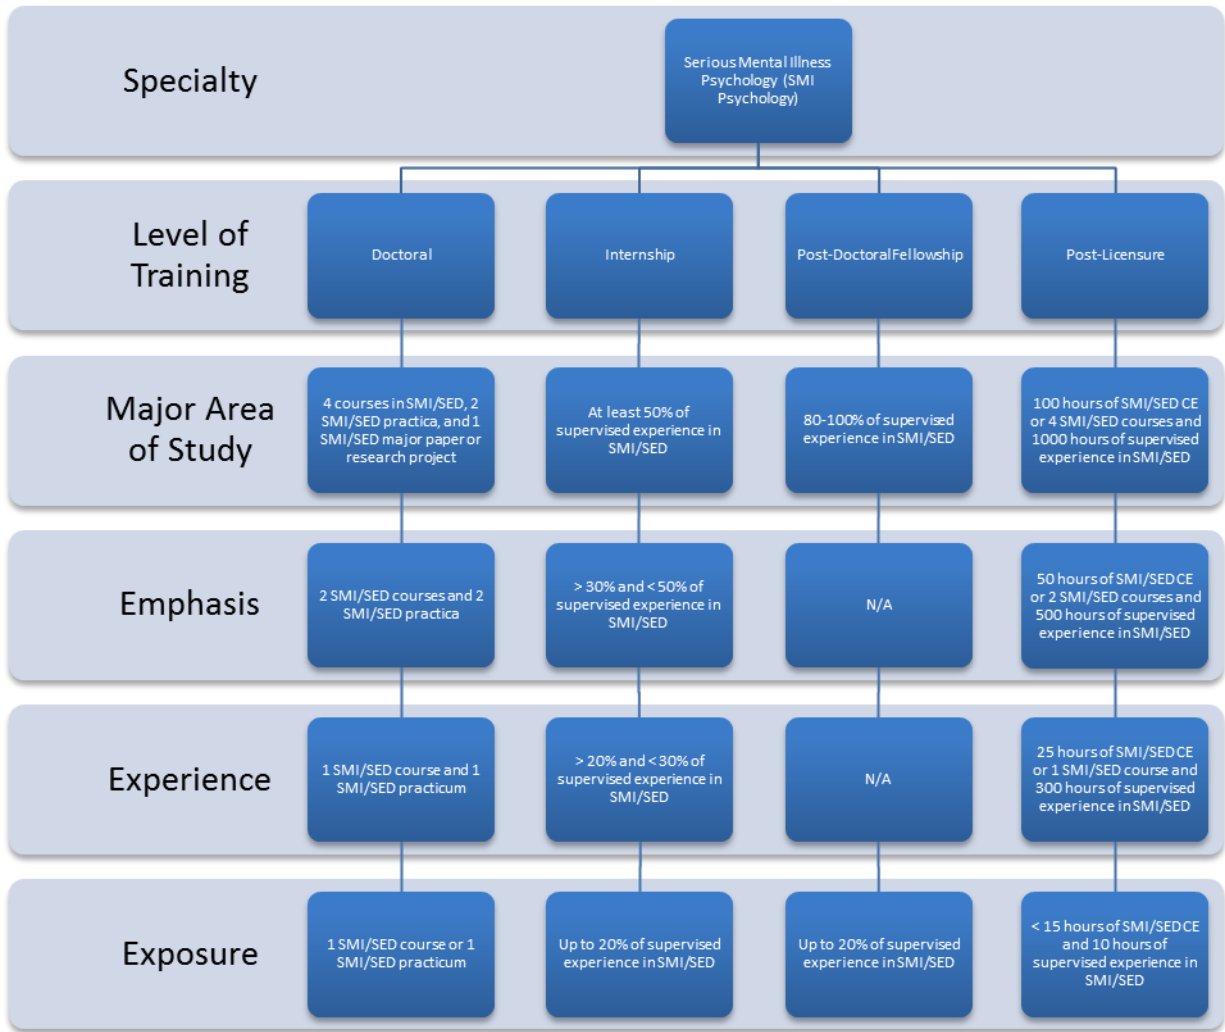 Specialty
Serious Mental Illness
Psychology (SMI
Psychology)
Level of
Training
Doctoral
Internship
Post-Doctoral Fellowship
Post-Licensure
Major Area
of Study
4 courses in SMI/SED, 2
SMI/SED practica, and 1
SMI/SED major paper or
research project
At least 50% of
supervised experience in
SMI/SED
80-100% of supervised
experience in SMI/SED
100 hours of SMI/SED CE
or 4 SMI/SED courses and
1000 hours of supervised
experience in SMI/SED
Emphasis
2 SMI/SED courses and 2
SMI/SED practica
> 30% and < 50% of
supervised experience in
SMI/SED
N/A
50 hours of SMI/SED CE
or 2 SMI/SED courses and
500 hours of supervised
experience in SMI/SED
Experience
1 SMI/SED course and 1
SMI/SED practicum
> 20% and < 30% of
supervised experience in
SMI/SED
N/A
25 hours of SMI/SED CE
or 1 SMI/SED course and
300 hours of supervised
experience in SMI/SED
Exposure
1 SMI/SED course or 1
SMI/SED practicum
Up to 20% of supervised
experience in SMI/SED
Up to 20% of supervised
experience in SMI/SED
< 15 hours of SMI/SED CE
and 10 hours of
supervised experience in
SMI/SED